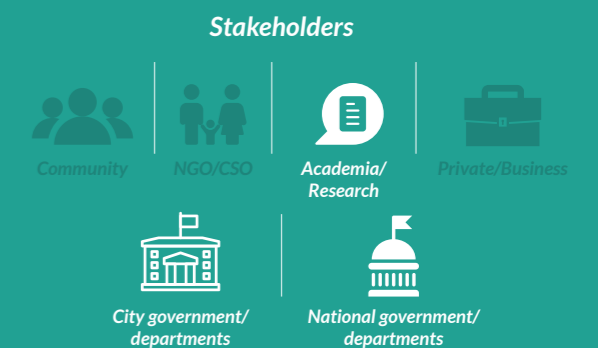 Stakeholders
Community
NGO/CSO
Academia/
Research
Private/Business
City government/
departments
National government/
departments